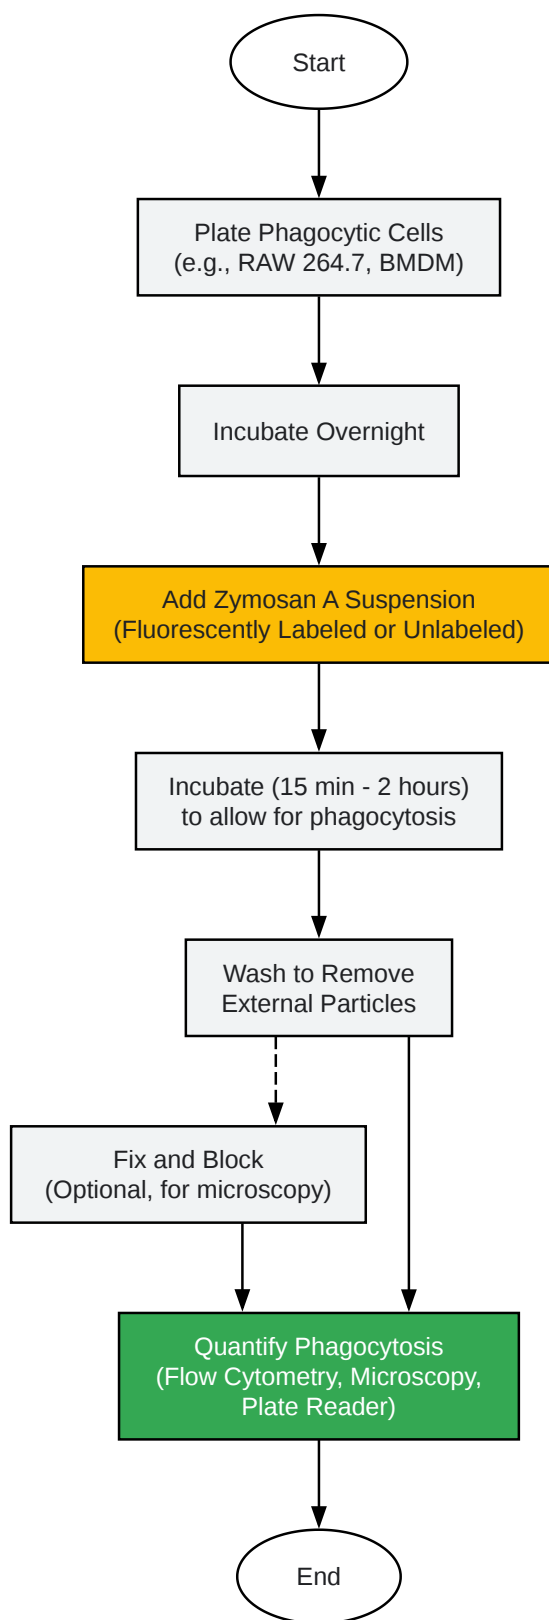 Start
Plate Phagocytic Cells
(e.g., RAW 264.7, BMDM)
Incubate Overnight
Add Zymosan A Suspension
(Fluorescently Labeled or Unlabeled)
Incubate (15 min - 2 hours)
to allow for phagocytosis
Wash to Remove
External Particles
Fix and Block
(Optional, for microscopy)
Quantify Phagocytosis
(Flow Cytometry, Microscopy,
Plate Reader)
End